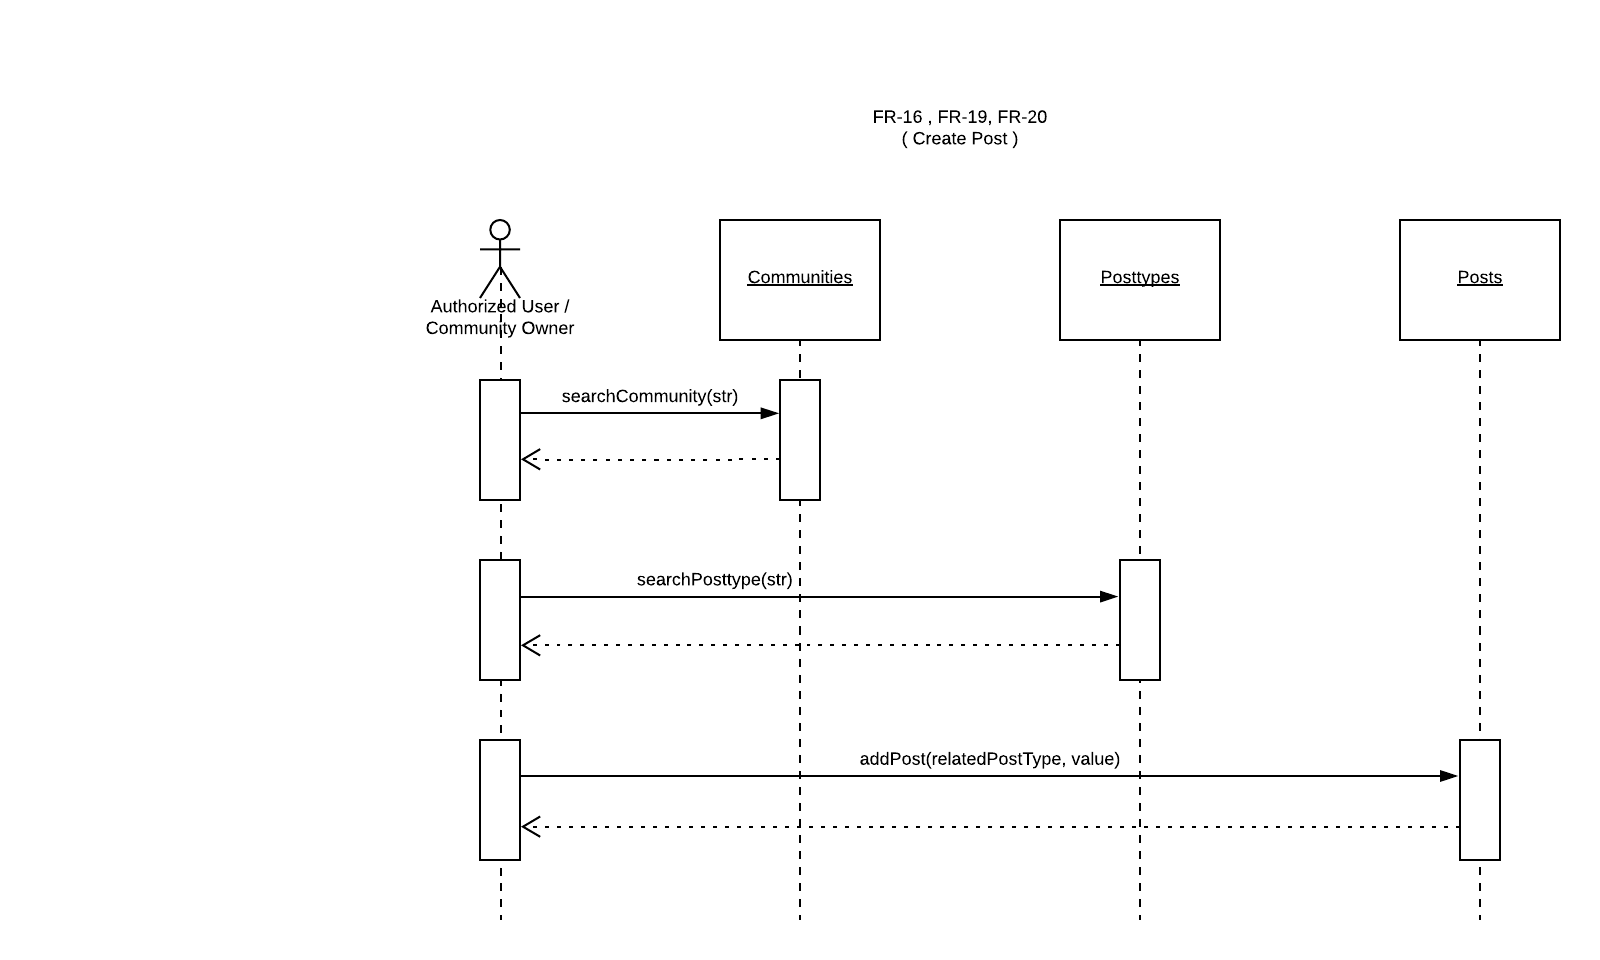 FR-16 , FR-19, FR-20
( Create Post )
Authorized User /
Community Owner
Communities
Posttypes
Posts
searchCommunity(str)
searchPosttype(str)
addPost(relatedPostType, value)